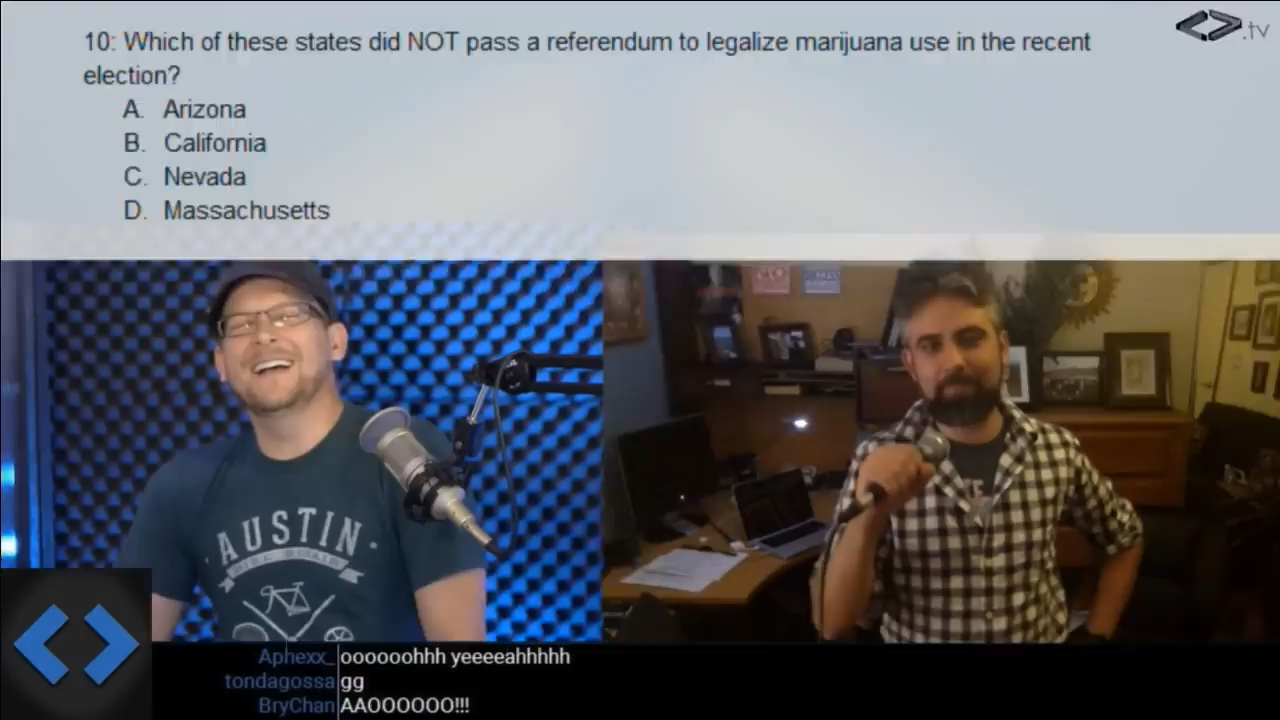 <>.tv
10: Which of these states did NOT pass a referendum to legalize marijuana use in the recent
election?
A. Arizona
B. California
C. Nevada
D. Massachusetts
AUSTIN
Aphexx_ oooooohhh yeeeeahhhhh
tondagossa gg
BryChan AAOOOOOO!!!